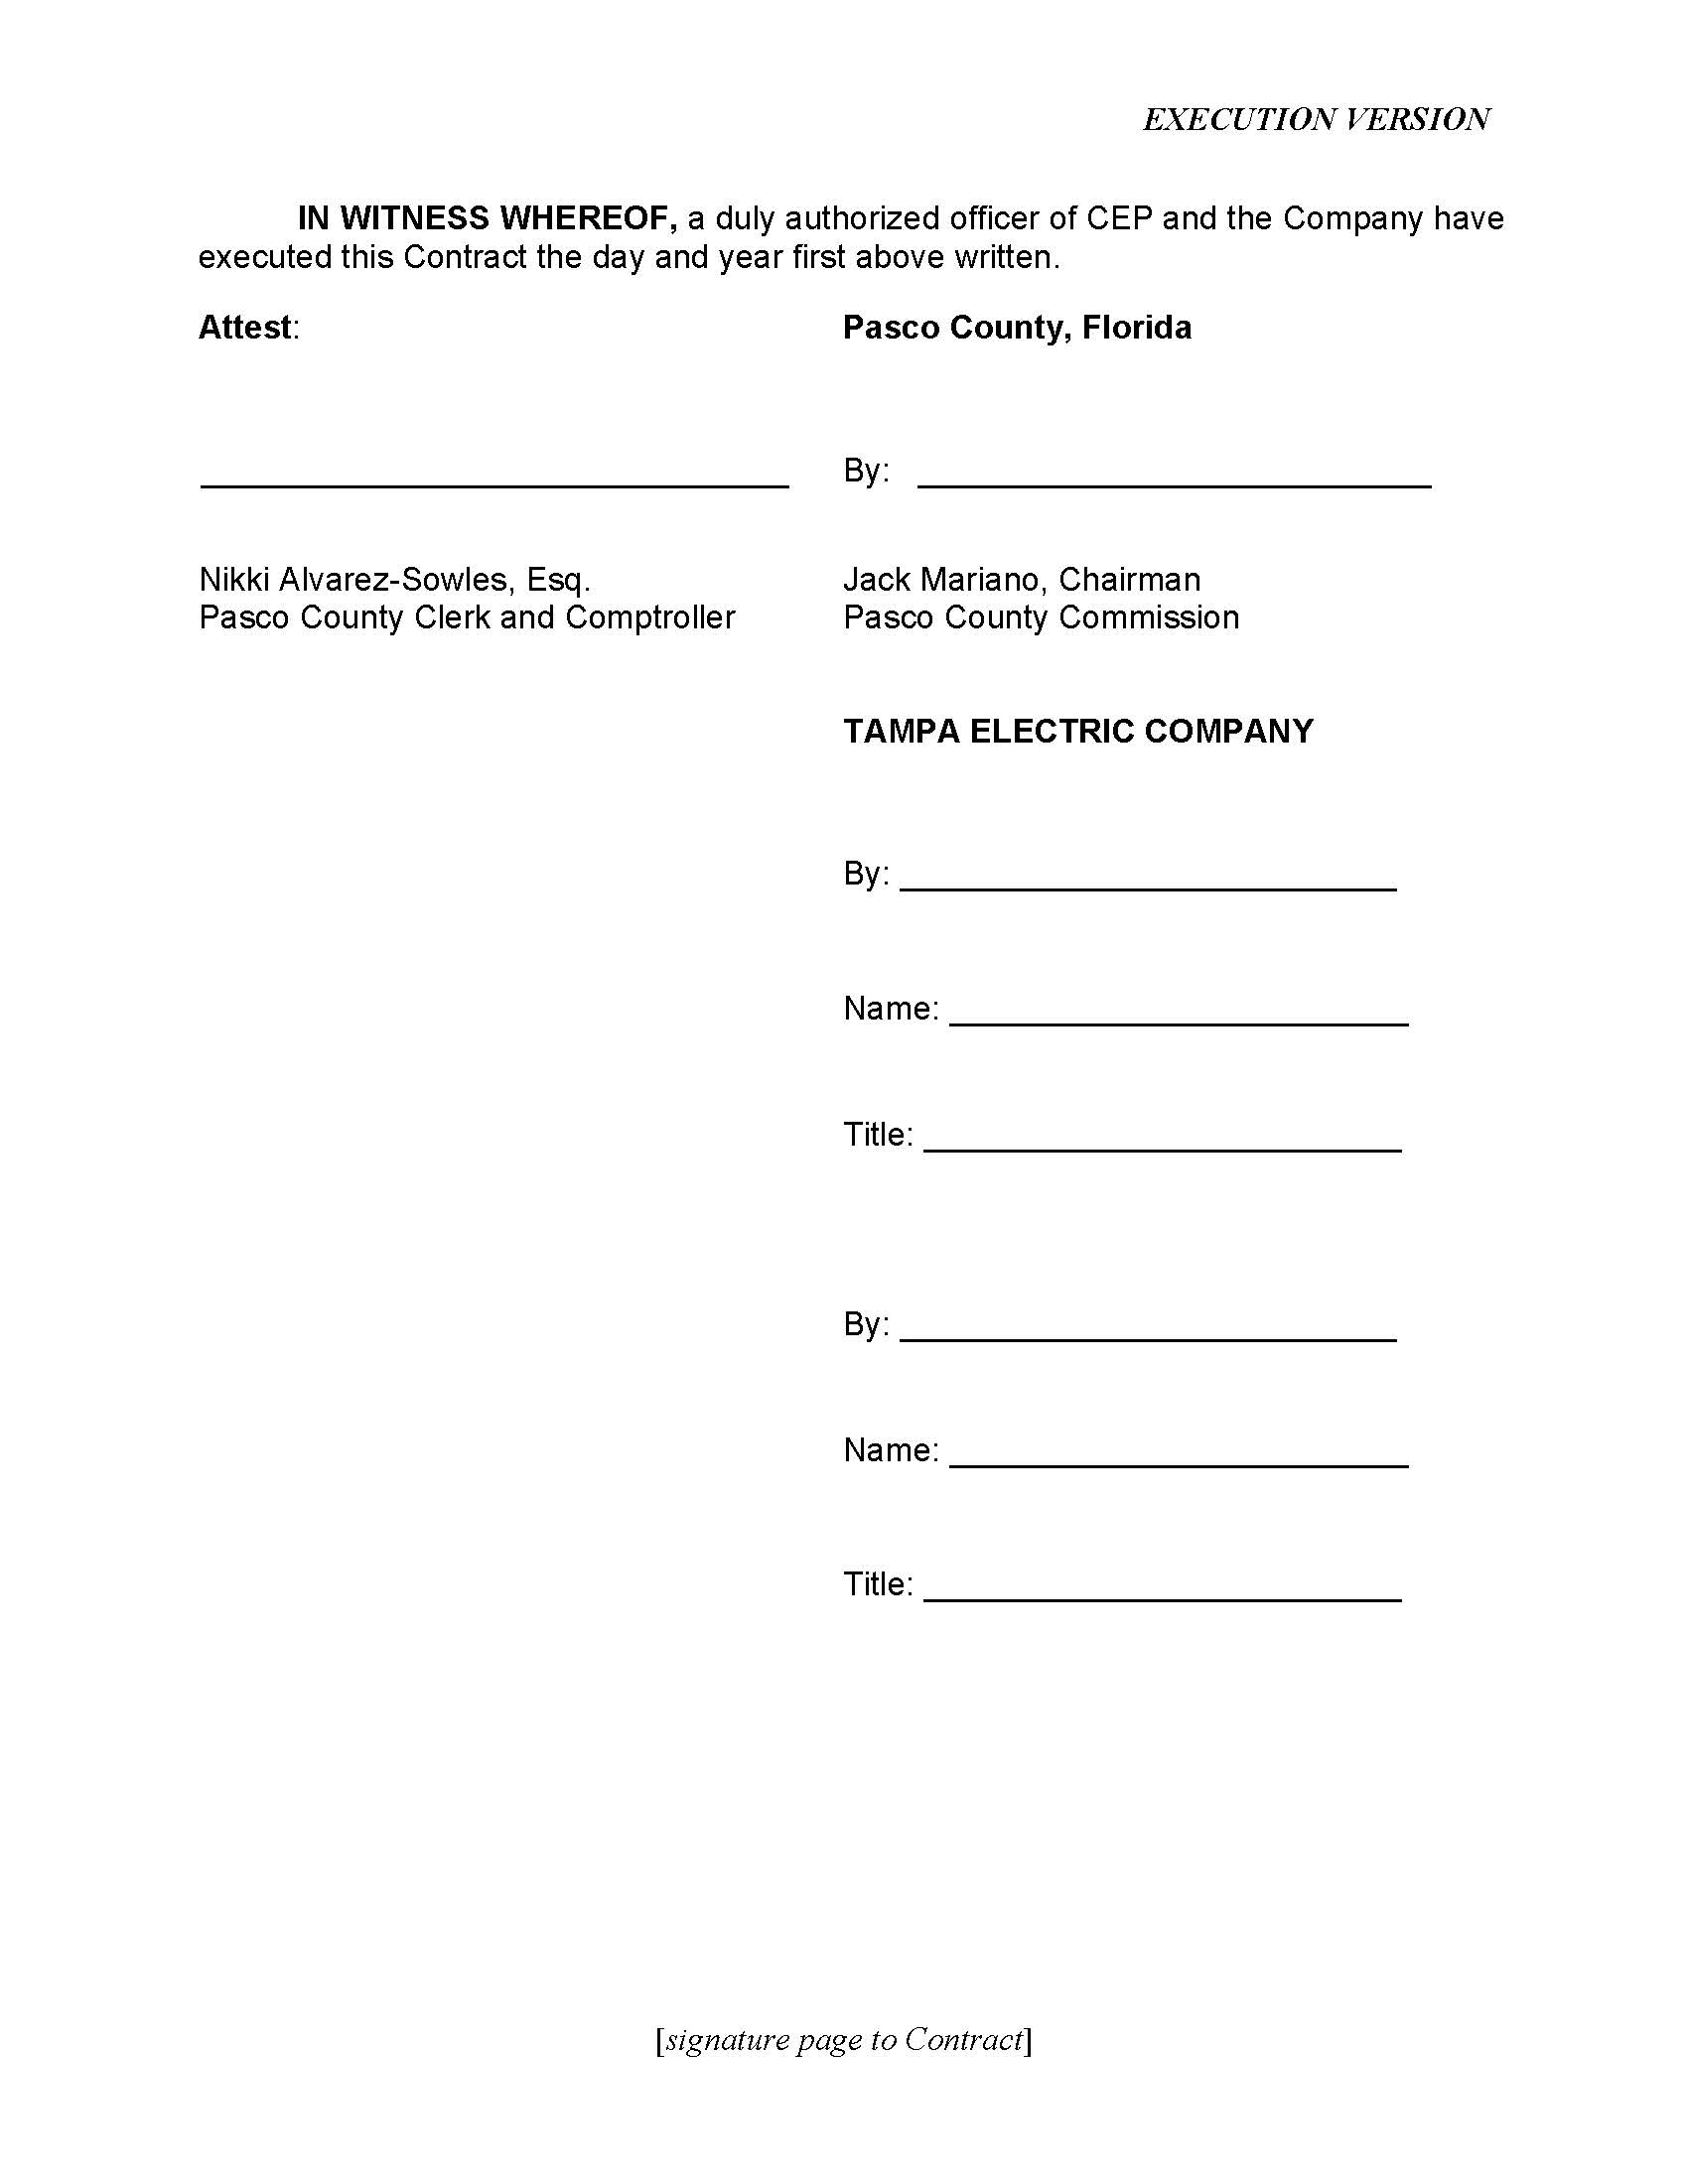 EXECUTION VERSION
IN WITNESS WHEREOF, a duly authorized officer of CEP and the Company have
executed this Contract the day and year first above written.
Attest:
Pasco County, Florida
By:
Nikki Alvarez-Sowles, Esq.
Pasco County Clerk and Comptroller
Jack Mariano, Chairman
Pasco County Commission
TAMPA ELECTRIC COMPANY
By:
Name:
Title:
By:
Name:
Title:
[signature page to Contract]